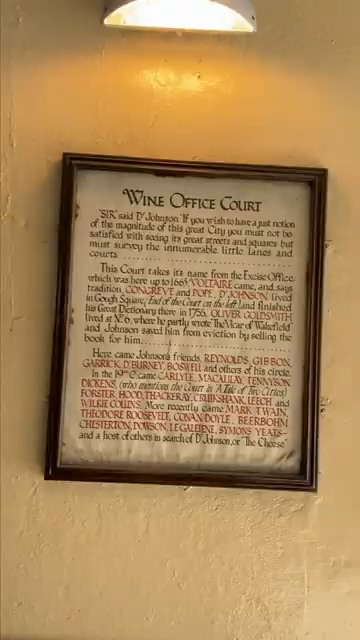 WINE OFFICE COURT
"SIR" said Dr Johnson "If you wish to have a just notion
of the magnitude of this great City you must not be
satisfied with seeing its great streets and squares but
must survey the innumerable little lanes and
courts
This Court takes it's name from the Excise Office
which was here up to 1665. VOLTAIRE came, and, says
tradition, CONGREVE and POPE. Dr JOHNSON lived
in Gough Square, (end of the Court on the left) and finished
his Great Dictionary there in 1755. OLIVER GOLDSMITH
lived at No. 6, where he partly wrote "The Vicar of Wakefield"
and Johnson saved him from eviction by selling the
book for him
Here came Johnson's friends, REYNOLDS, GIBBON,
GARRICK, Dr BURNEY, BOSWELL and others of his circle.
In the 19th C. came CARLYLE, MACAULAY, TENNYSON
DICKENS, (who mentions the Court in "A Tale of Two Cities")
FORSTER, HOOD, THACKERAY, CRUIKSHANK, LEECH and
WILKIE COLLINS. More recently came MARK TWAIN,
THEODORE ROOSEVELT, CONAN DOYLE, BEERBOHM
CHESTERTON, DOWSON, LE GALIENE, SYMONS YEATS–
and a host of others in search of Dr Johnson, or "The Cheese"